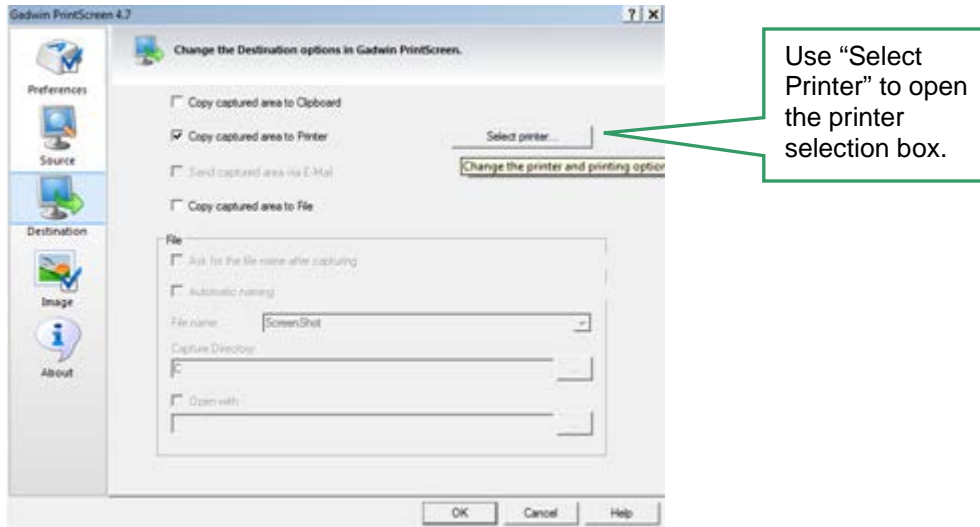 Gadwin PrintScreen 4.7
? X
Change the Destination options in Gadwin PrintScreen.
Preferences
Source
Destination
Image
About
Copy captured area to Clipboard
Copy captured area to Printer
Select printer...
Change the printer and printing option
Send captured area via E-Mail
Copy captured area to File
File
Ask for the file name after capturing
Automatic naming
File name:
ScreenShot
Capture Directory:
C
...
Open with:
...
OK
Cancel
Help
Use “Select
Printer” to open
the printer
selection box.